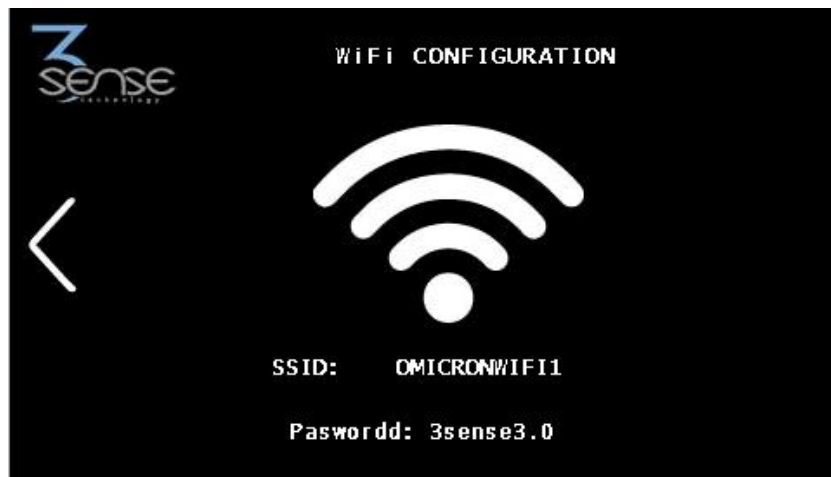 3
sense
technology
WiFi CONFIGURATION
SSID: OMICRONWIFI1
Paswordd: 3sense3.0